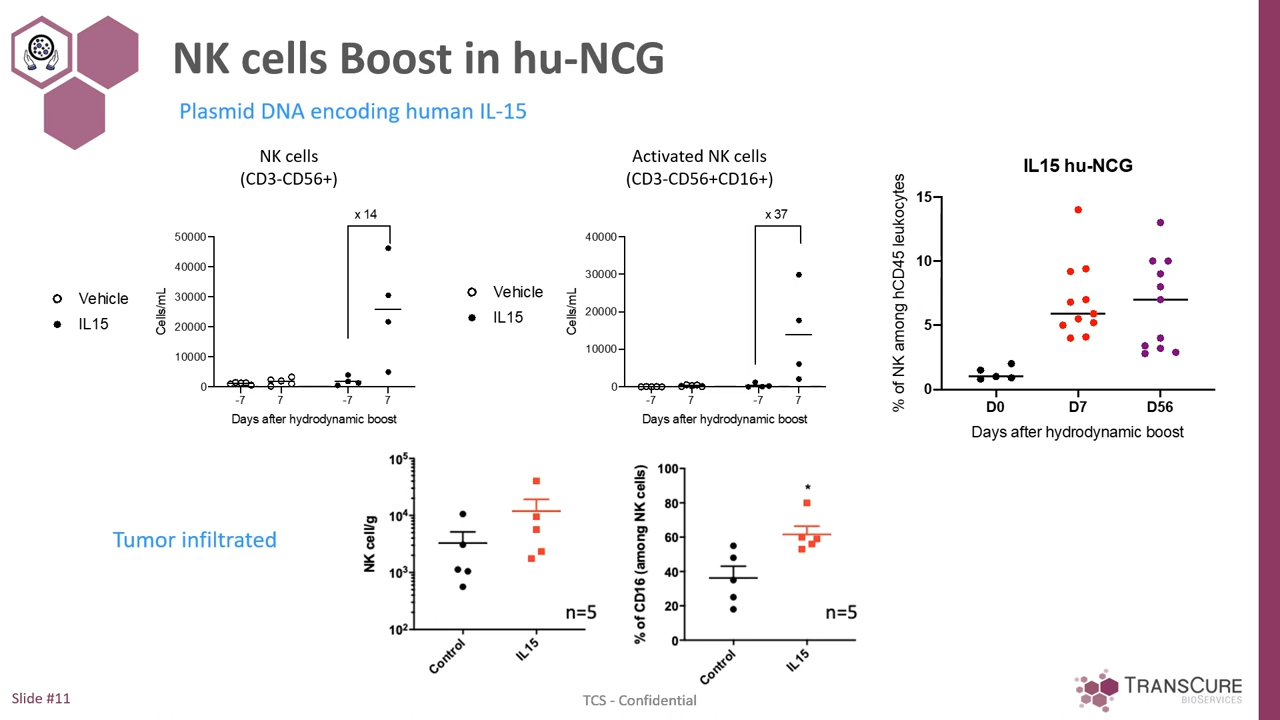 NK cells Boost in hu-NCG
Plasmid DNA encoding human IL-15
NK cells
(CD3-CD56+)
x 14
50000
40000
30000
20000
10000
0
Cells/mL
Vehicle
IL15
-7
7
-7
7
Days after hydrodynamic boost
Activated NK cells
(CD3-CD56+CD16+)
x 37
40000
30000
20000
10000
0
Cells/mL
Vehicle
IL15
-7
7
-7
7
Days after hydrodynamic boost
IL15 hu-NCG
15
10
5
0
% of NK among hCD45 leukocytes
D0
D7
D56
Days after hydrodynamic boost
Tumor infiltrated
10⁵
10⁴
10³
10²
NK cell/g
n=5
Control
IL15
100
80
60
40
20
0
% of CD16 (among NK cells)
*
n=5
Control
IL15
Slide #11
TCS - Confidential
TRANSCURE
BIOSERVICES